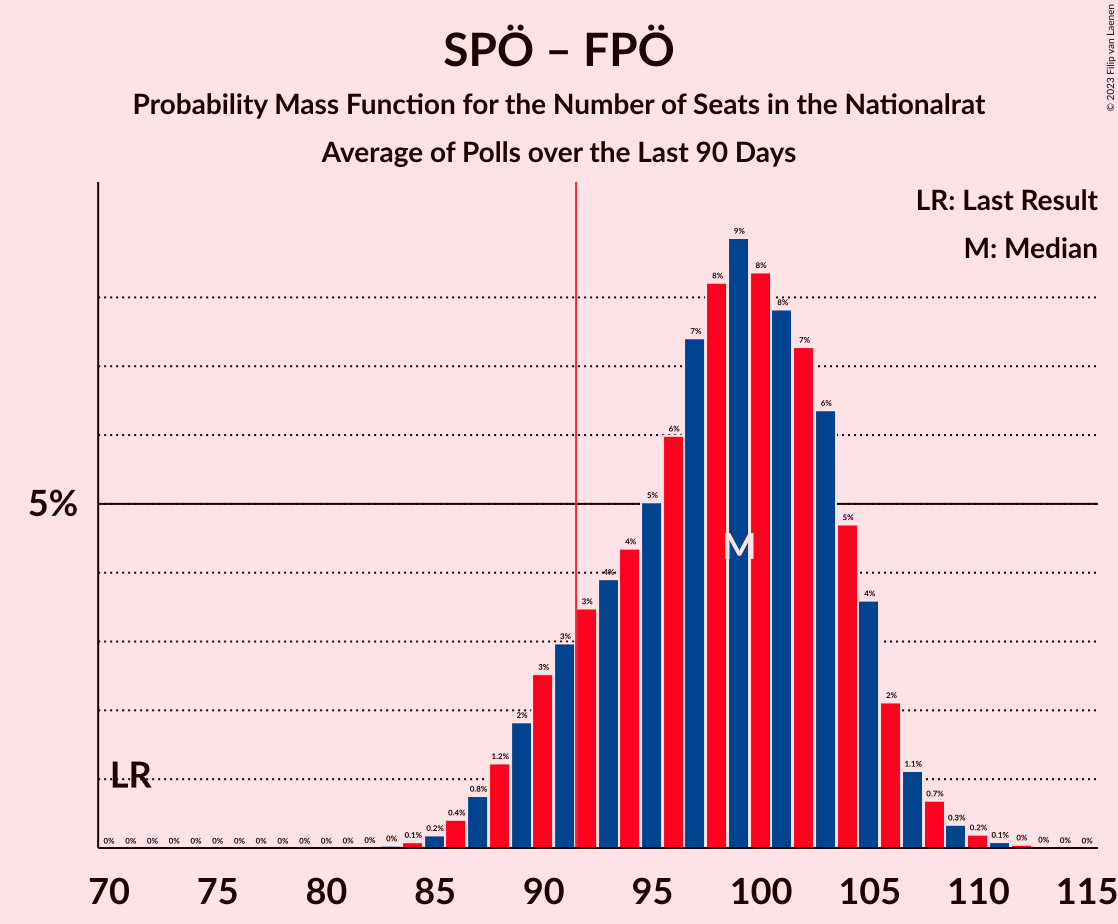 SPÖ – FPÖ
Probability Mass Function for the Number of Seats in the Nationalrat
Average of Polls over the Last 90 Days
© 2023 Filip van Laenen
LR: Last Result
M: Median
5%
LR
M
0% 0% 0% 0% 0% 0% 0% 0% 0% 0% 0% 0% 0% 0% 0.1% 0.2% 0.4% 0.8% 1.2% 2% 3% 3% 3% 4% 4% 5% 6% 7% 8% 9% 8% 8% 7% 6% 5% 4% 2% 1.1% 0.7% 0.3% 0.2% 0.1% 0% 0% 0% 0%
70 75 80 85 90 95 100 105 110 115